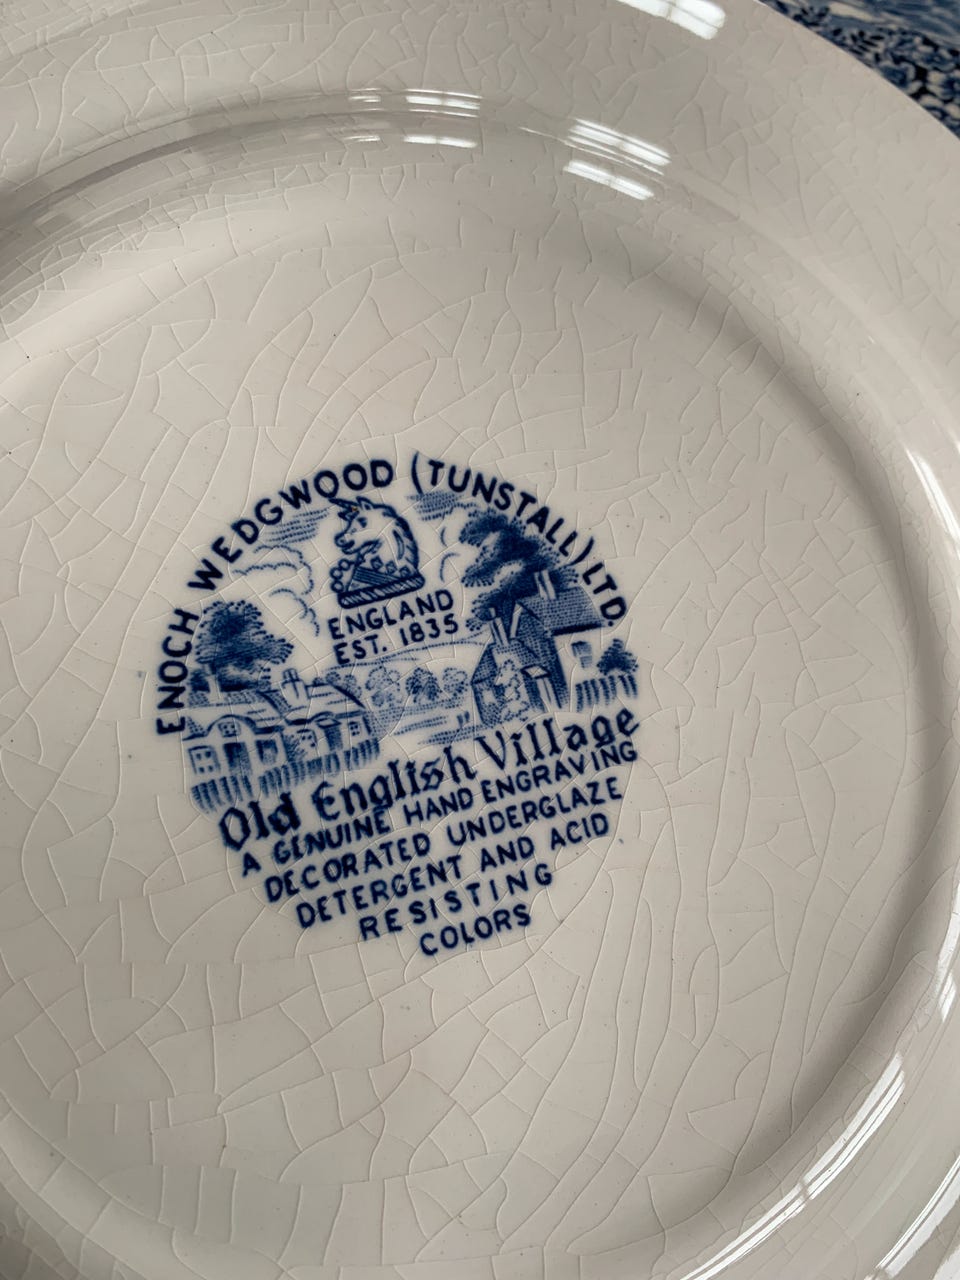 ENOCH WEDGWOOD (TUNSTALL) LTD.
ENGLAND
EST. 1835
Old English Village
A GENUINE HAND ENGRAVING
DECORATED UNDERGLAZE
DETERGENT AND ACID
RESISTING
COLORS